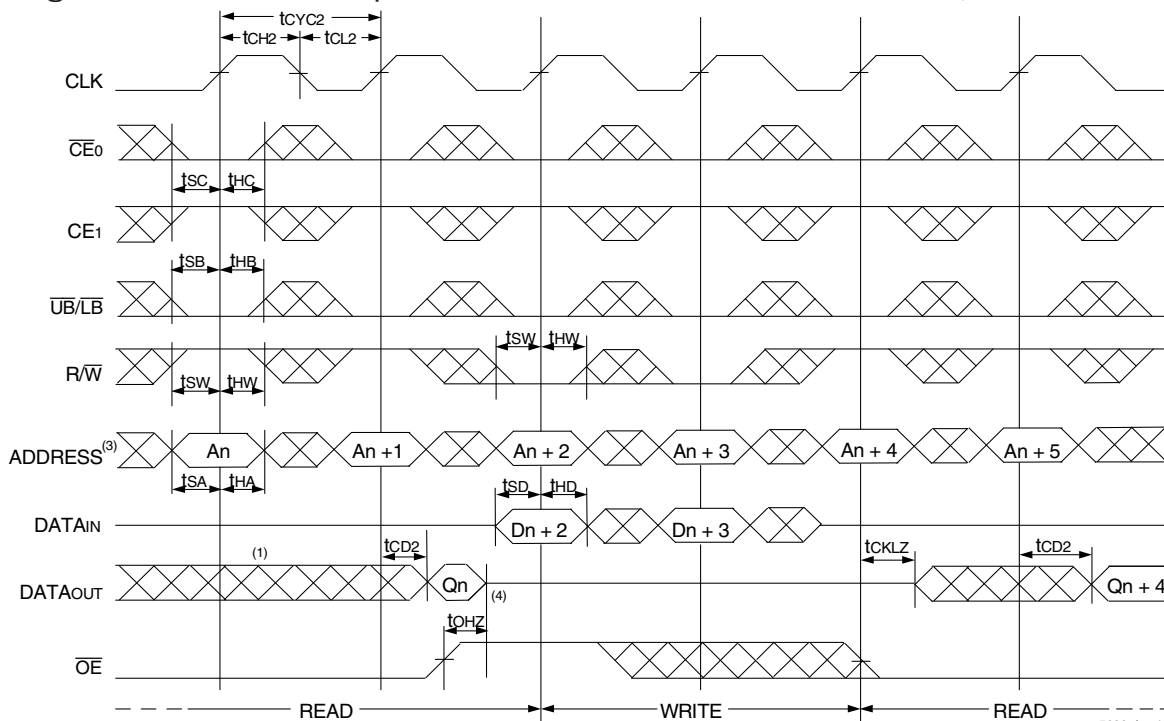 tCYC2
tCH2 tCL2
CLK
CE0
tSC tHC
CE1
tSB tHB
UB/LB
tSW tHW
R/W
tSW tHW
ADDRESS(3) An An +1 An + 2 An + 3 An + 4 An + 5
tSA tHA
tSD tHD
DATAIN Dn + 2 Dn + 3
tCD2 tCKLZ tCD2
(1)
DATAOUT Qn Qn + 4
(4)
tOHZ
OE
READ WRITE READ